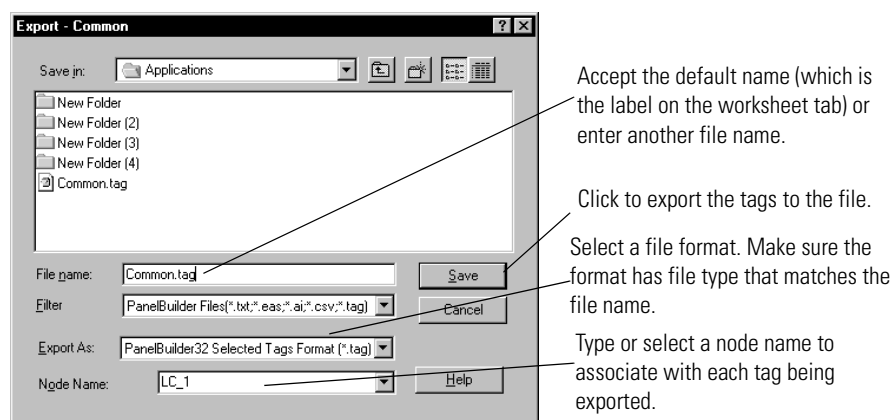 Export - Common
Save in:
Applications
New Folder
New Folder (2)
New Folder (3)
New Folder (4)
Common.tag
File name:
Common.tag
Save
Filter
PanelBuilder Files(*.txt;*.eas;*.ai;*.csv;*.tag)
Cancel
Export As:
PanelBuilder32 Selected Tags Format (*.tag)
Node Name:
LC_1
Help
Accept the default name (which is
the label on the worksheet tab) or
enter another file name.
Click to export the tags to the file.
Select a file format. Make sure the
format has file type that matches the
file name.
Type or select a node name to
associate with each tag being
exported.